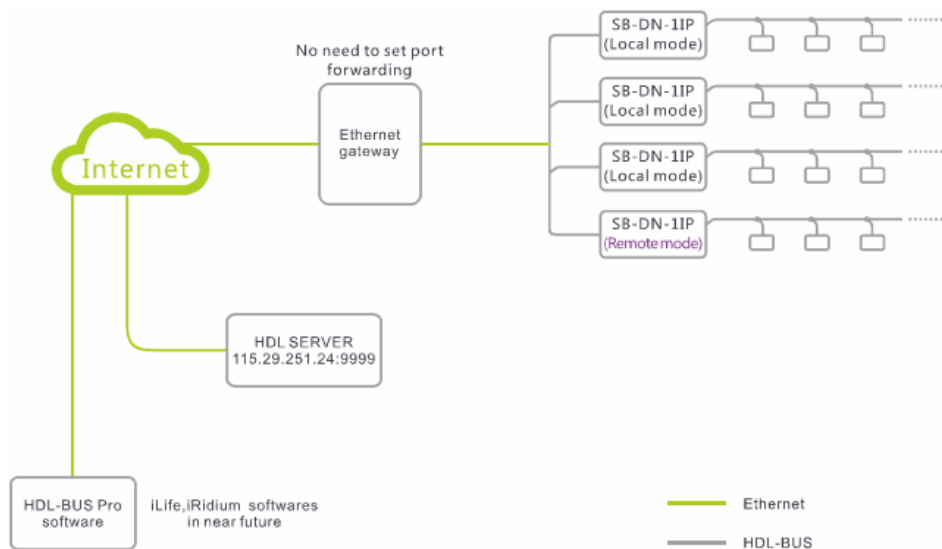 No need to set port
forwarding
Ethernet
gateway
Internet
SB-DN-1IP
(Local mode)
SB-DN-1IP
(Local mode)
SB-DN-1IP
(Local mode)
SB-DN-1IP
(Remote mode)
HDL SERVER
115.29.251.24:9999
HDL-BUS Pro
software
iLife,iRidium softwares
in near future
Ethernet
HDL-BUS